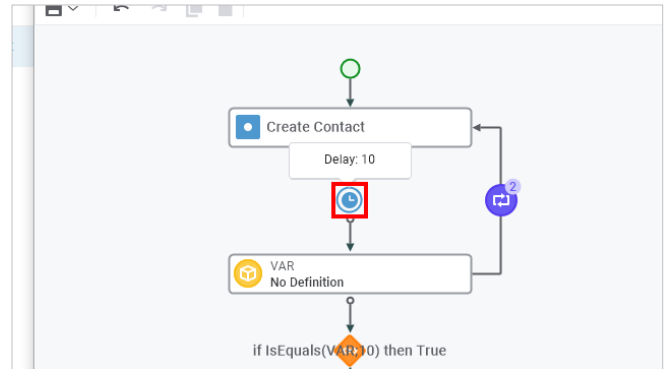 Create Contact
Delay: 10
2
VAR
No Definition
if IsEquals(VAR;10) then True